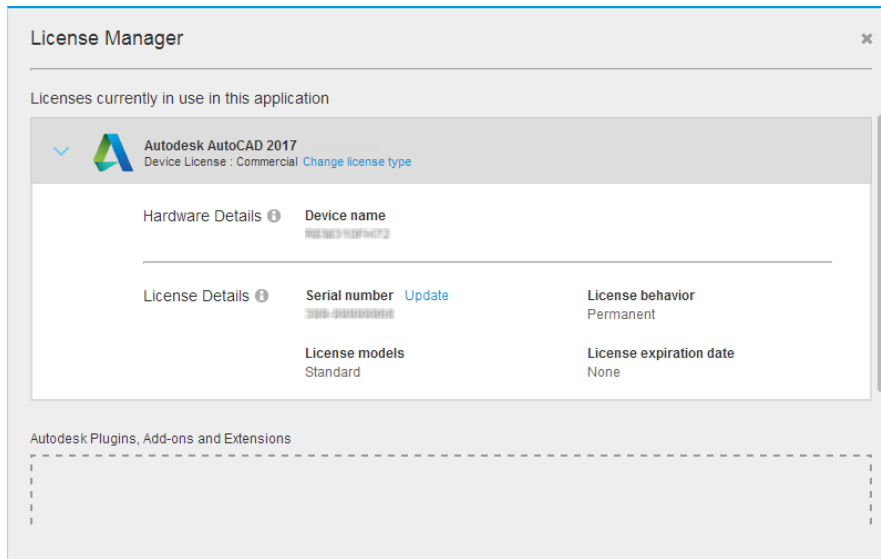 License Manager
Licenses currently in use in this application
Autodesk AutoCAD 2017
Device License : Commercial Change license type
Hardware Details
Device name
License Details
Serial number Update
License behavior
Permanent
License models
Standard
License expiration date
None
Autodesk Plugins, Add-ons and Extensions